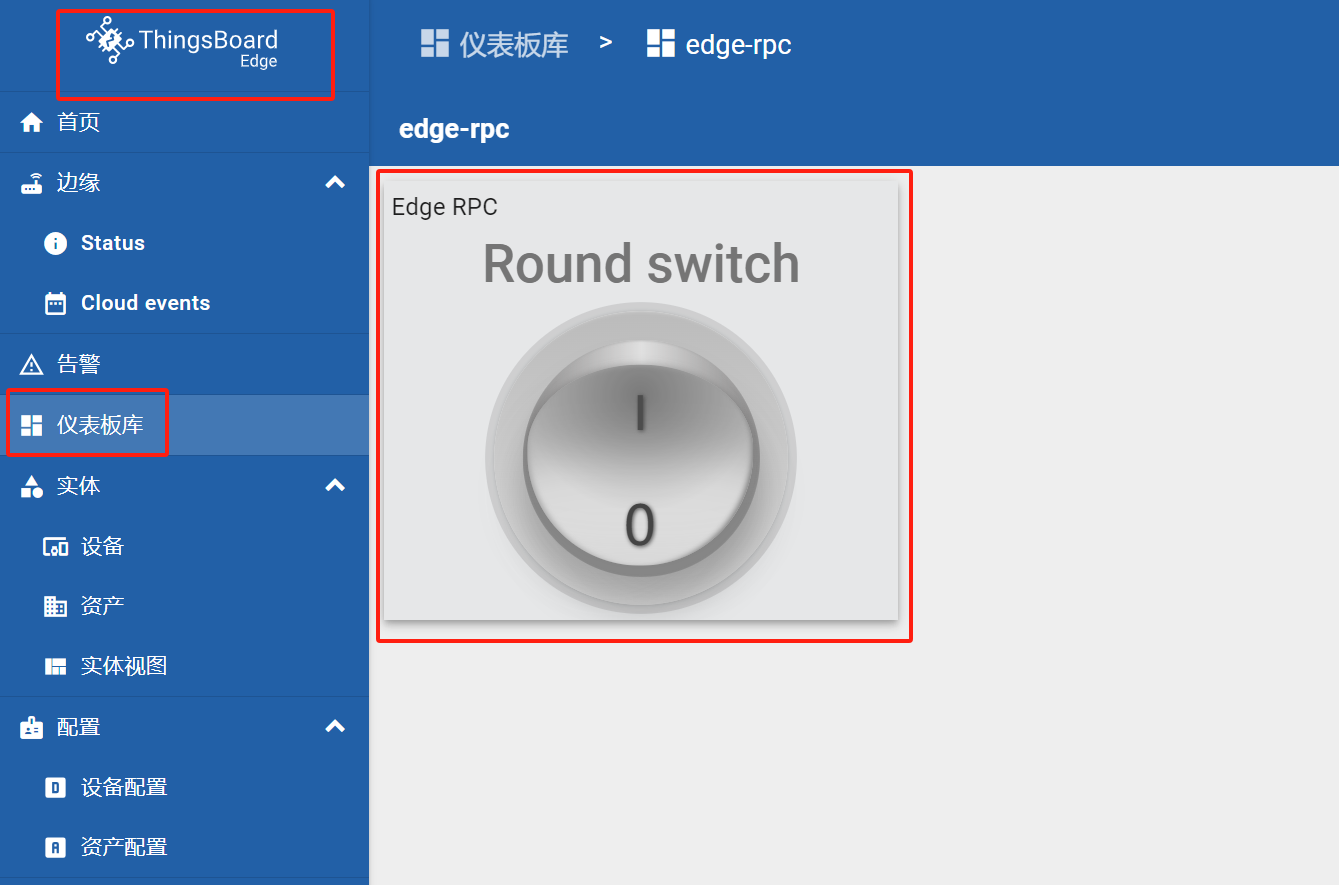 ThingsBoard
Edge
首页
边缘
Status
Cloud events
告警
仪表板库
实体
设备
资产
实体视图
配置
D 设备配置
A 资产配置
仪表板库 > edge-rpc
edge-rpc
Edge RPC
Round switch
I
0